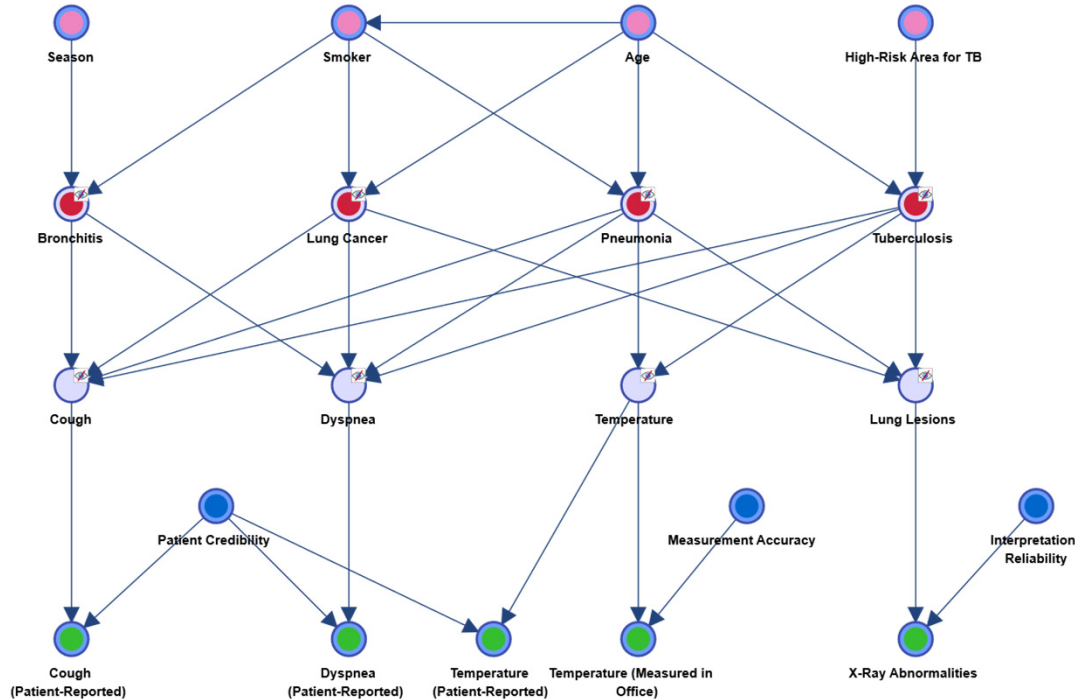 Season
Smoker
Age
High-Risk Area for TB
Bronchitis
Lung Cancer
Pneumonia
Tuberculosis
Cough
Dyspnea
Temperature
Lung Lesions
Patient Credibility
Measurement Accuracy
Interpretation
Reliability
Cough
(Patient-Reported)
Dyspnea
(Patient-Reported)
Temperature
(Patient-Reported)
Temperature (Measured in
Office)
X-Ray Abnormalities